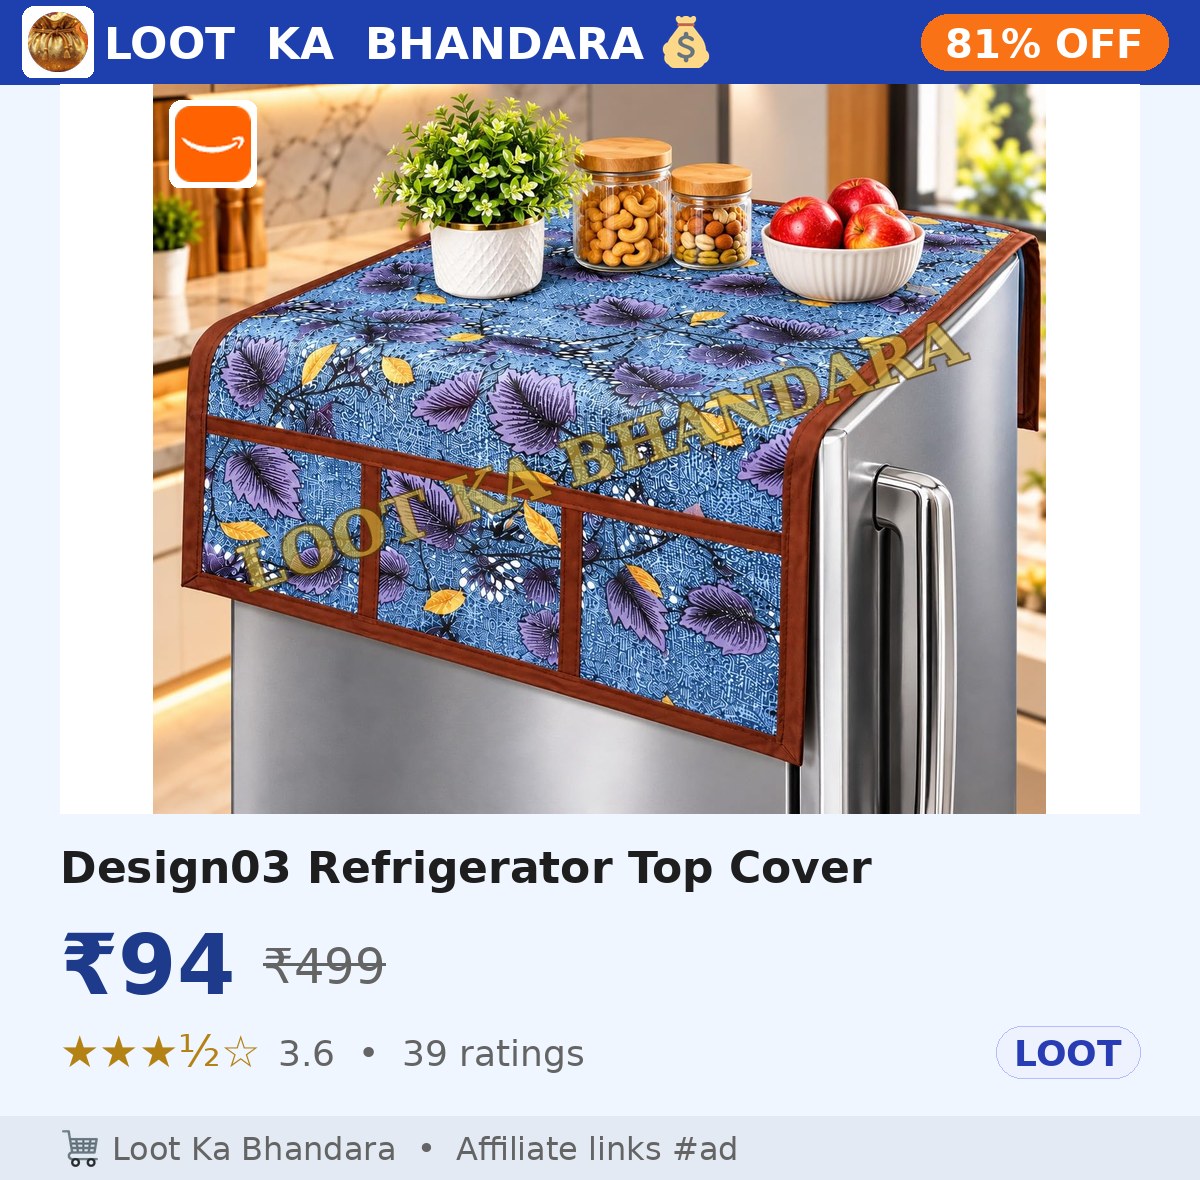 LOOT KA BHANDARA 💰
81% OFF
LOOT KA BHANDARA
Design03 Refrigerator Top Cover
₹94 ₹499
★★★½☆ 3.6 • 39 ratings
LOOT
🛒 Loot Ka Bhandara • Affiliate links #ad